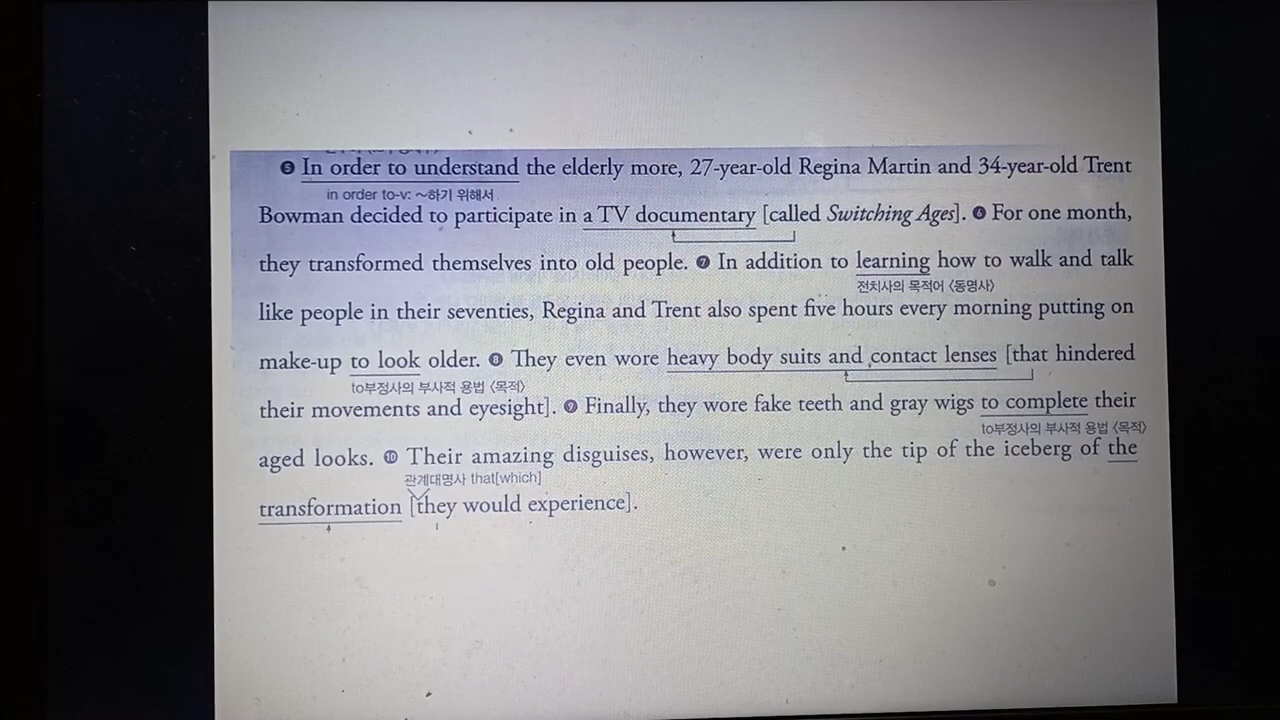 ❺ In order to understand the elderly more, 27-year-old Regina Martin and 34-year-old Trent
in order to-v: ~하기 위해서
Bowman decided to participate in a TV documentary [called Switching Ages]. ❻ For one month,
they transformed themselves into old people. ❼ In addition to learning how to walk and talk
전치사의 목적어 〈동명사〉
like people in their seventies, Regina and Trent also spent five hours every morning putting on
make-up to look older. ❽ They even wore heavy body suits and contact lenses [that hindered
to부정사의 부사적 용법 〈목적〉
their movements and eyesight]. ❾ Finally, they wore fake teeth and gray wigs to complete their
to부정사의 부사적 용법 〈목적〉
aged looks. ❿ Their amazing disguises, however, were only the tip of the iceberg of the
관계대명사 that[which]
transformation [they would experience].